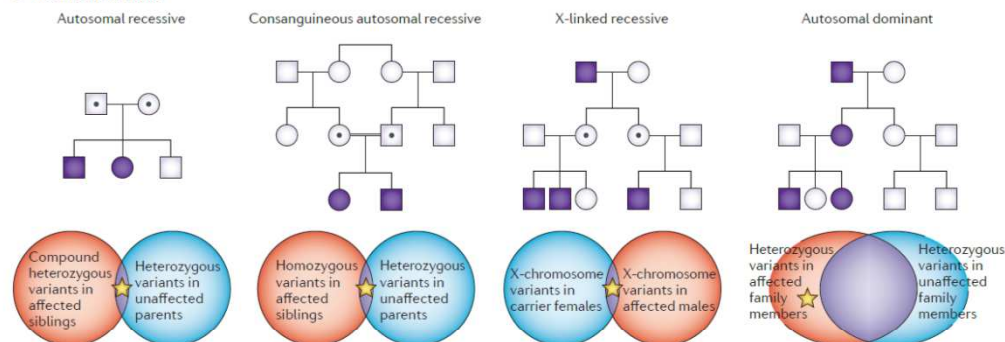 Autosomal recessive
Consanguineous autosomal recessive
X-linked recessive
Autosomal dominant
Compound
heterozygous
variants in
affected
siblings
Heterozygous
variants in
unaffected
parents
Homozygous
variants in
affected
siblings
Heterozygous
variants in
unaffected
parents
X-chromosome
variants in
carrier females
X-chromosome
variants in
affected males
Heterozygous
variants in
affected
family
members
Heterozygous
variants in
unaffected
family
members